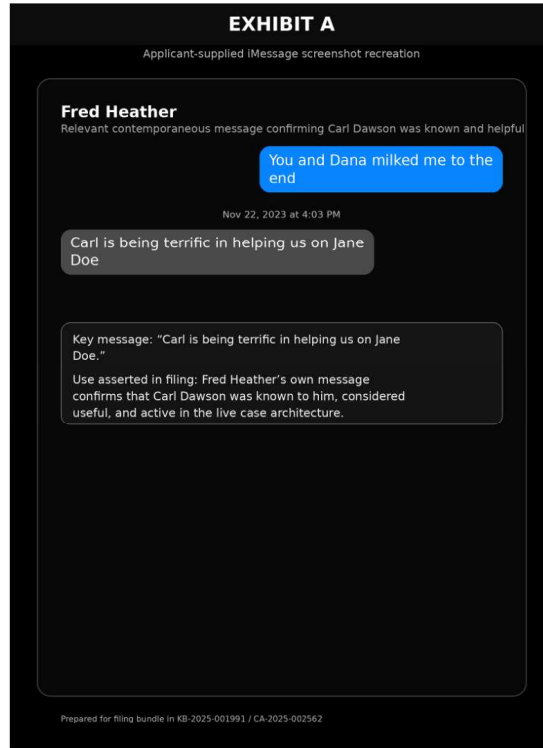 EXHIBIT A
Applicant-supplied iMessage screenshot recreation
Fred Heather
Relevant contemporaneous message confirming Carl Dawson was known and helpful
You and Dana milked me to the
end
Nov 22, 2023 at 4:03 PM
Carl is being terrific in helping us on Jane
Doe
Key message: “Carl is being terrific in helping us on Jane
Doe.”
Use asserted in filing: Fred Heather’s own message
confirms that Carl Dawson was known to him, considered
useful, and active in the live case architecture.
Prepared for filing bundle in KB-2025-001991 / CA-2025-002562